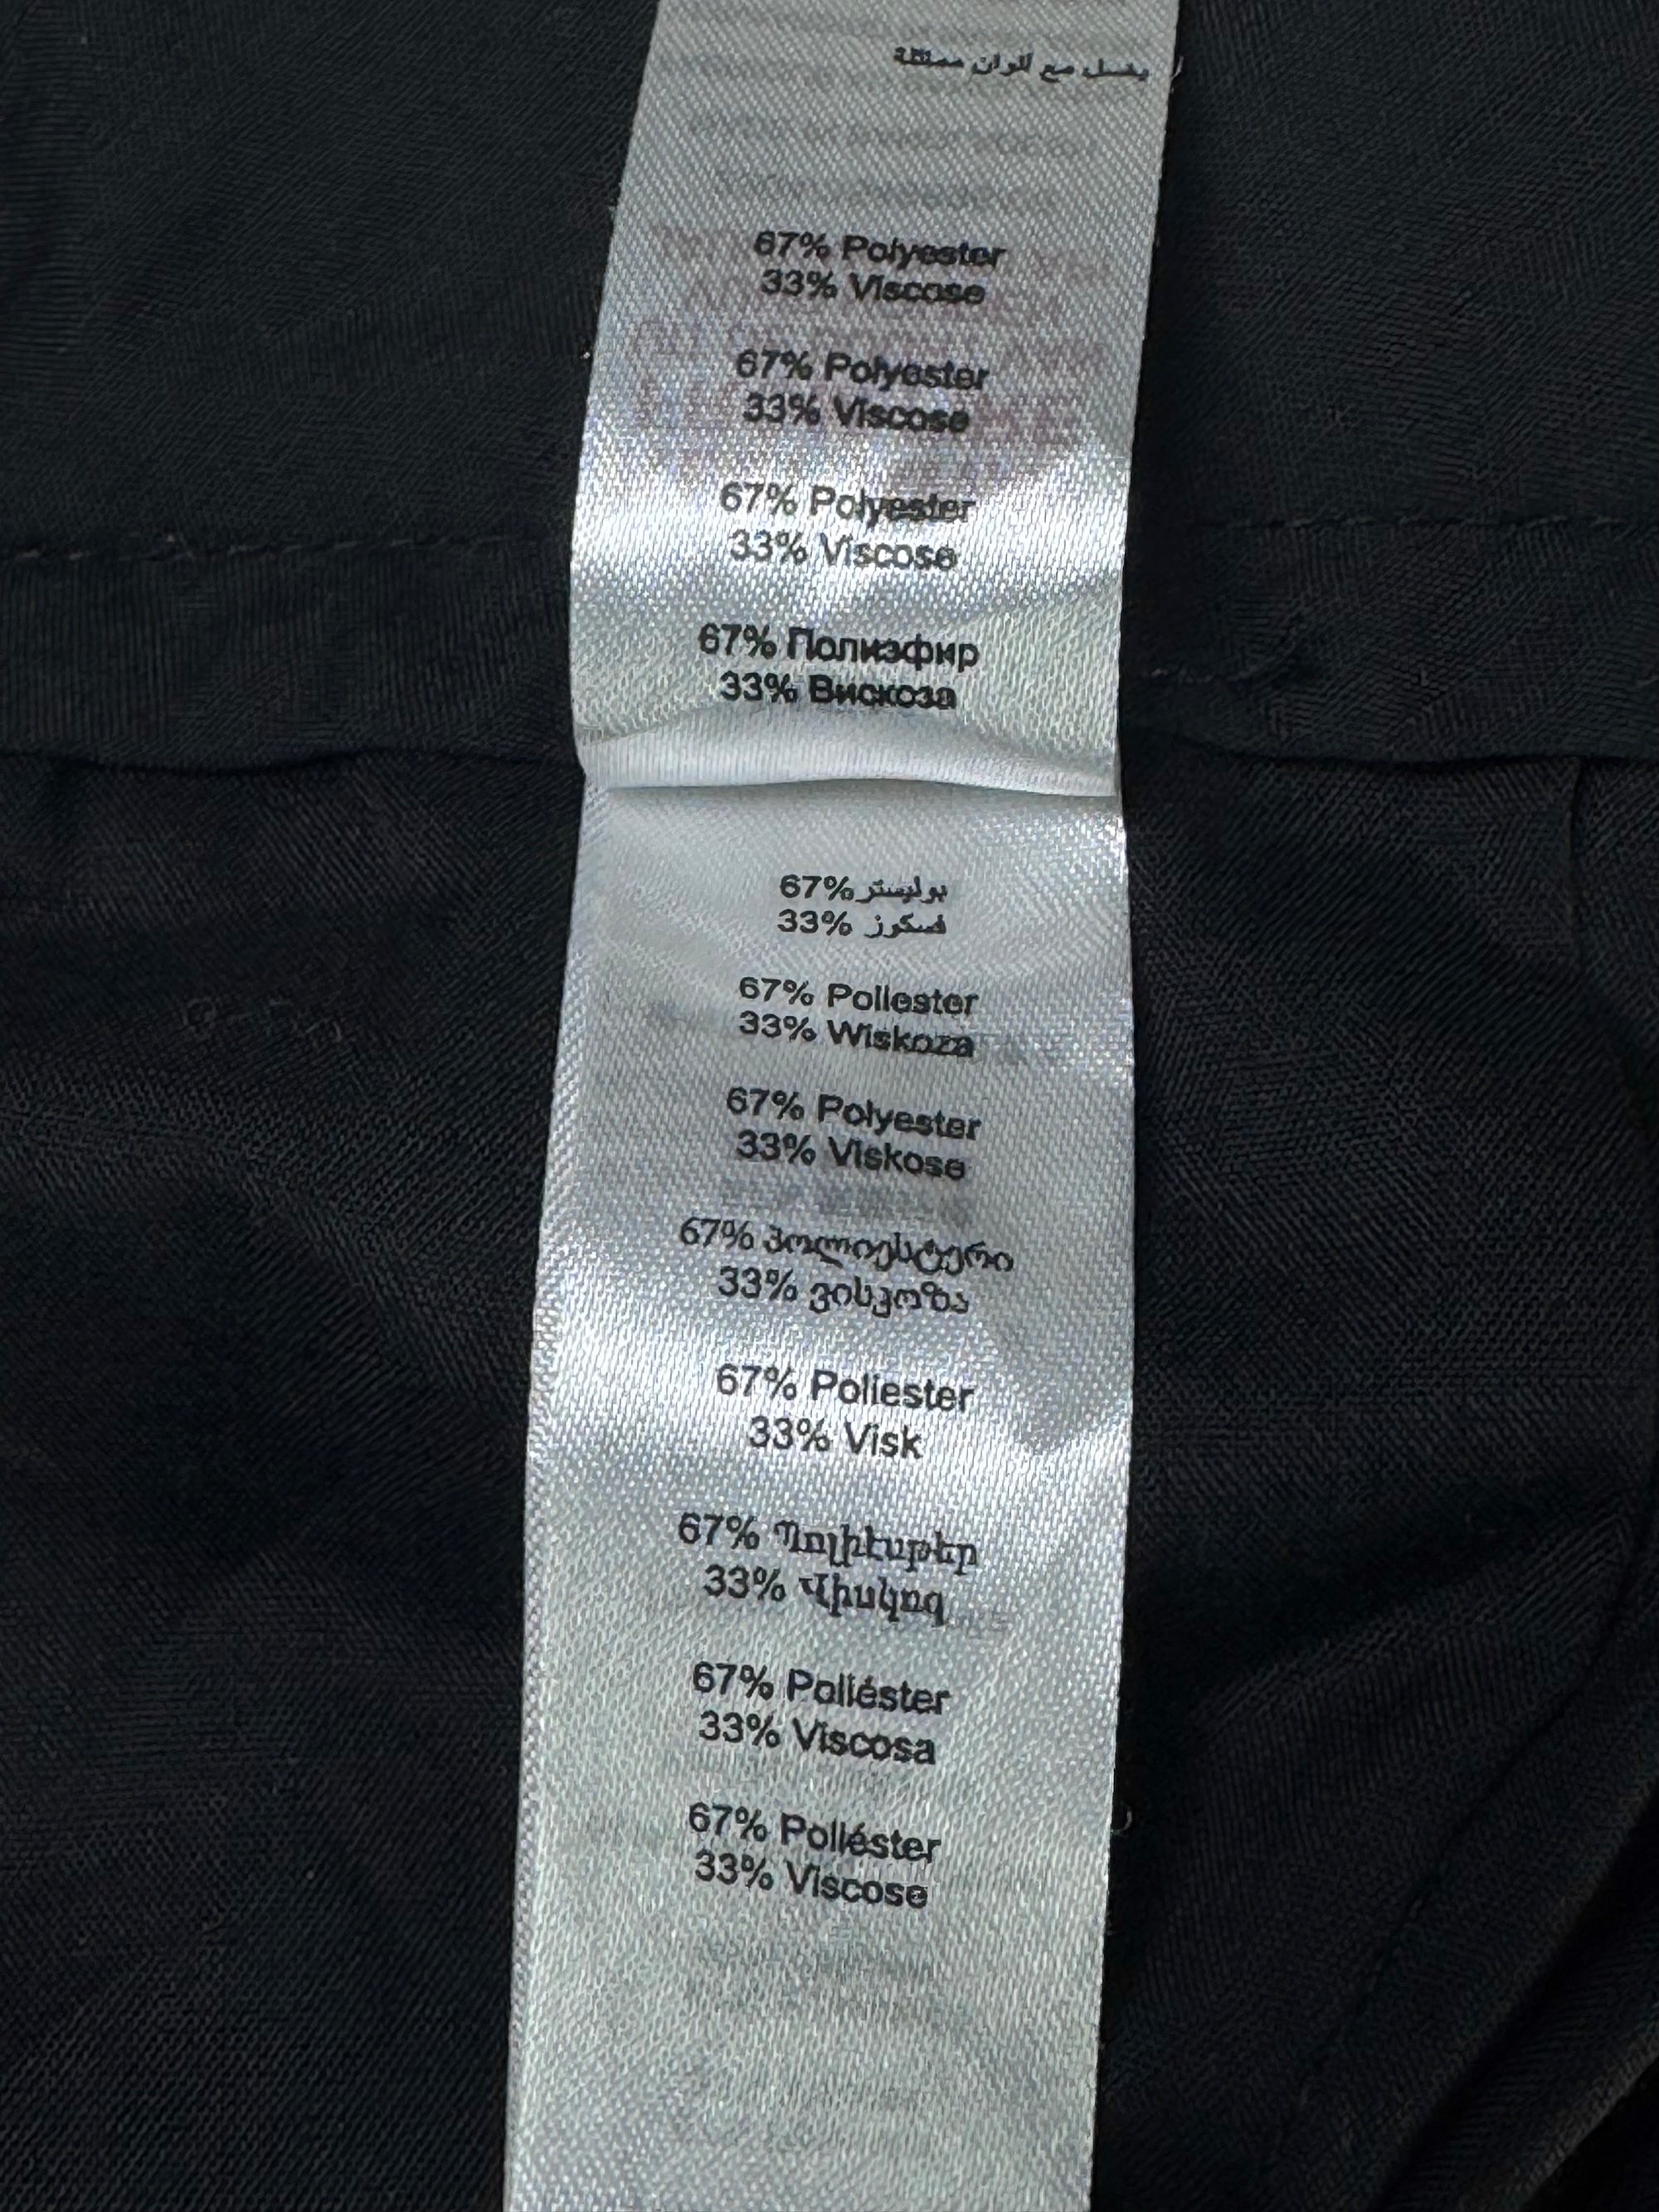 يغسل مع ألوان مماثلة
67% Polyester
33% Viscose
67% Polyester
33% Viscose
67% Polyester
33% Viscose
67% Полиэфир
33% Вискоза
67% بوليستر
33% فسكوز
67% Poliester
33% Wiskoza
67% Polyester
33% Viskose
67% პოლიესტერი
33% ვისკოზა
67% Poliester
33% Visk
67% Պոլիէսթեր
33% Վիսկոզ
67% Poliéster
33% Viscosa
67% Poliéster
33% Viscose